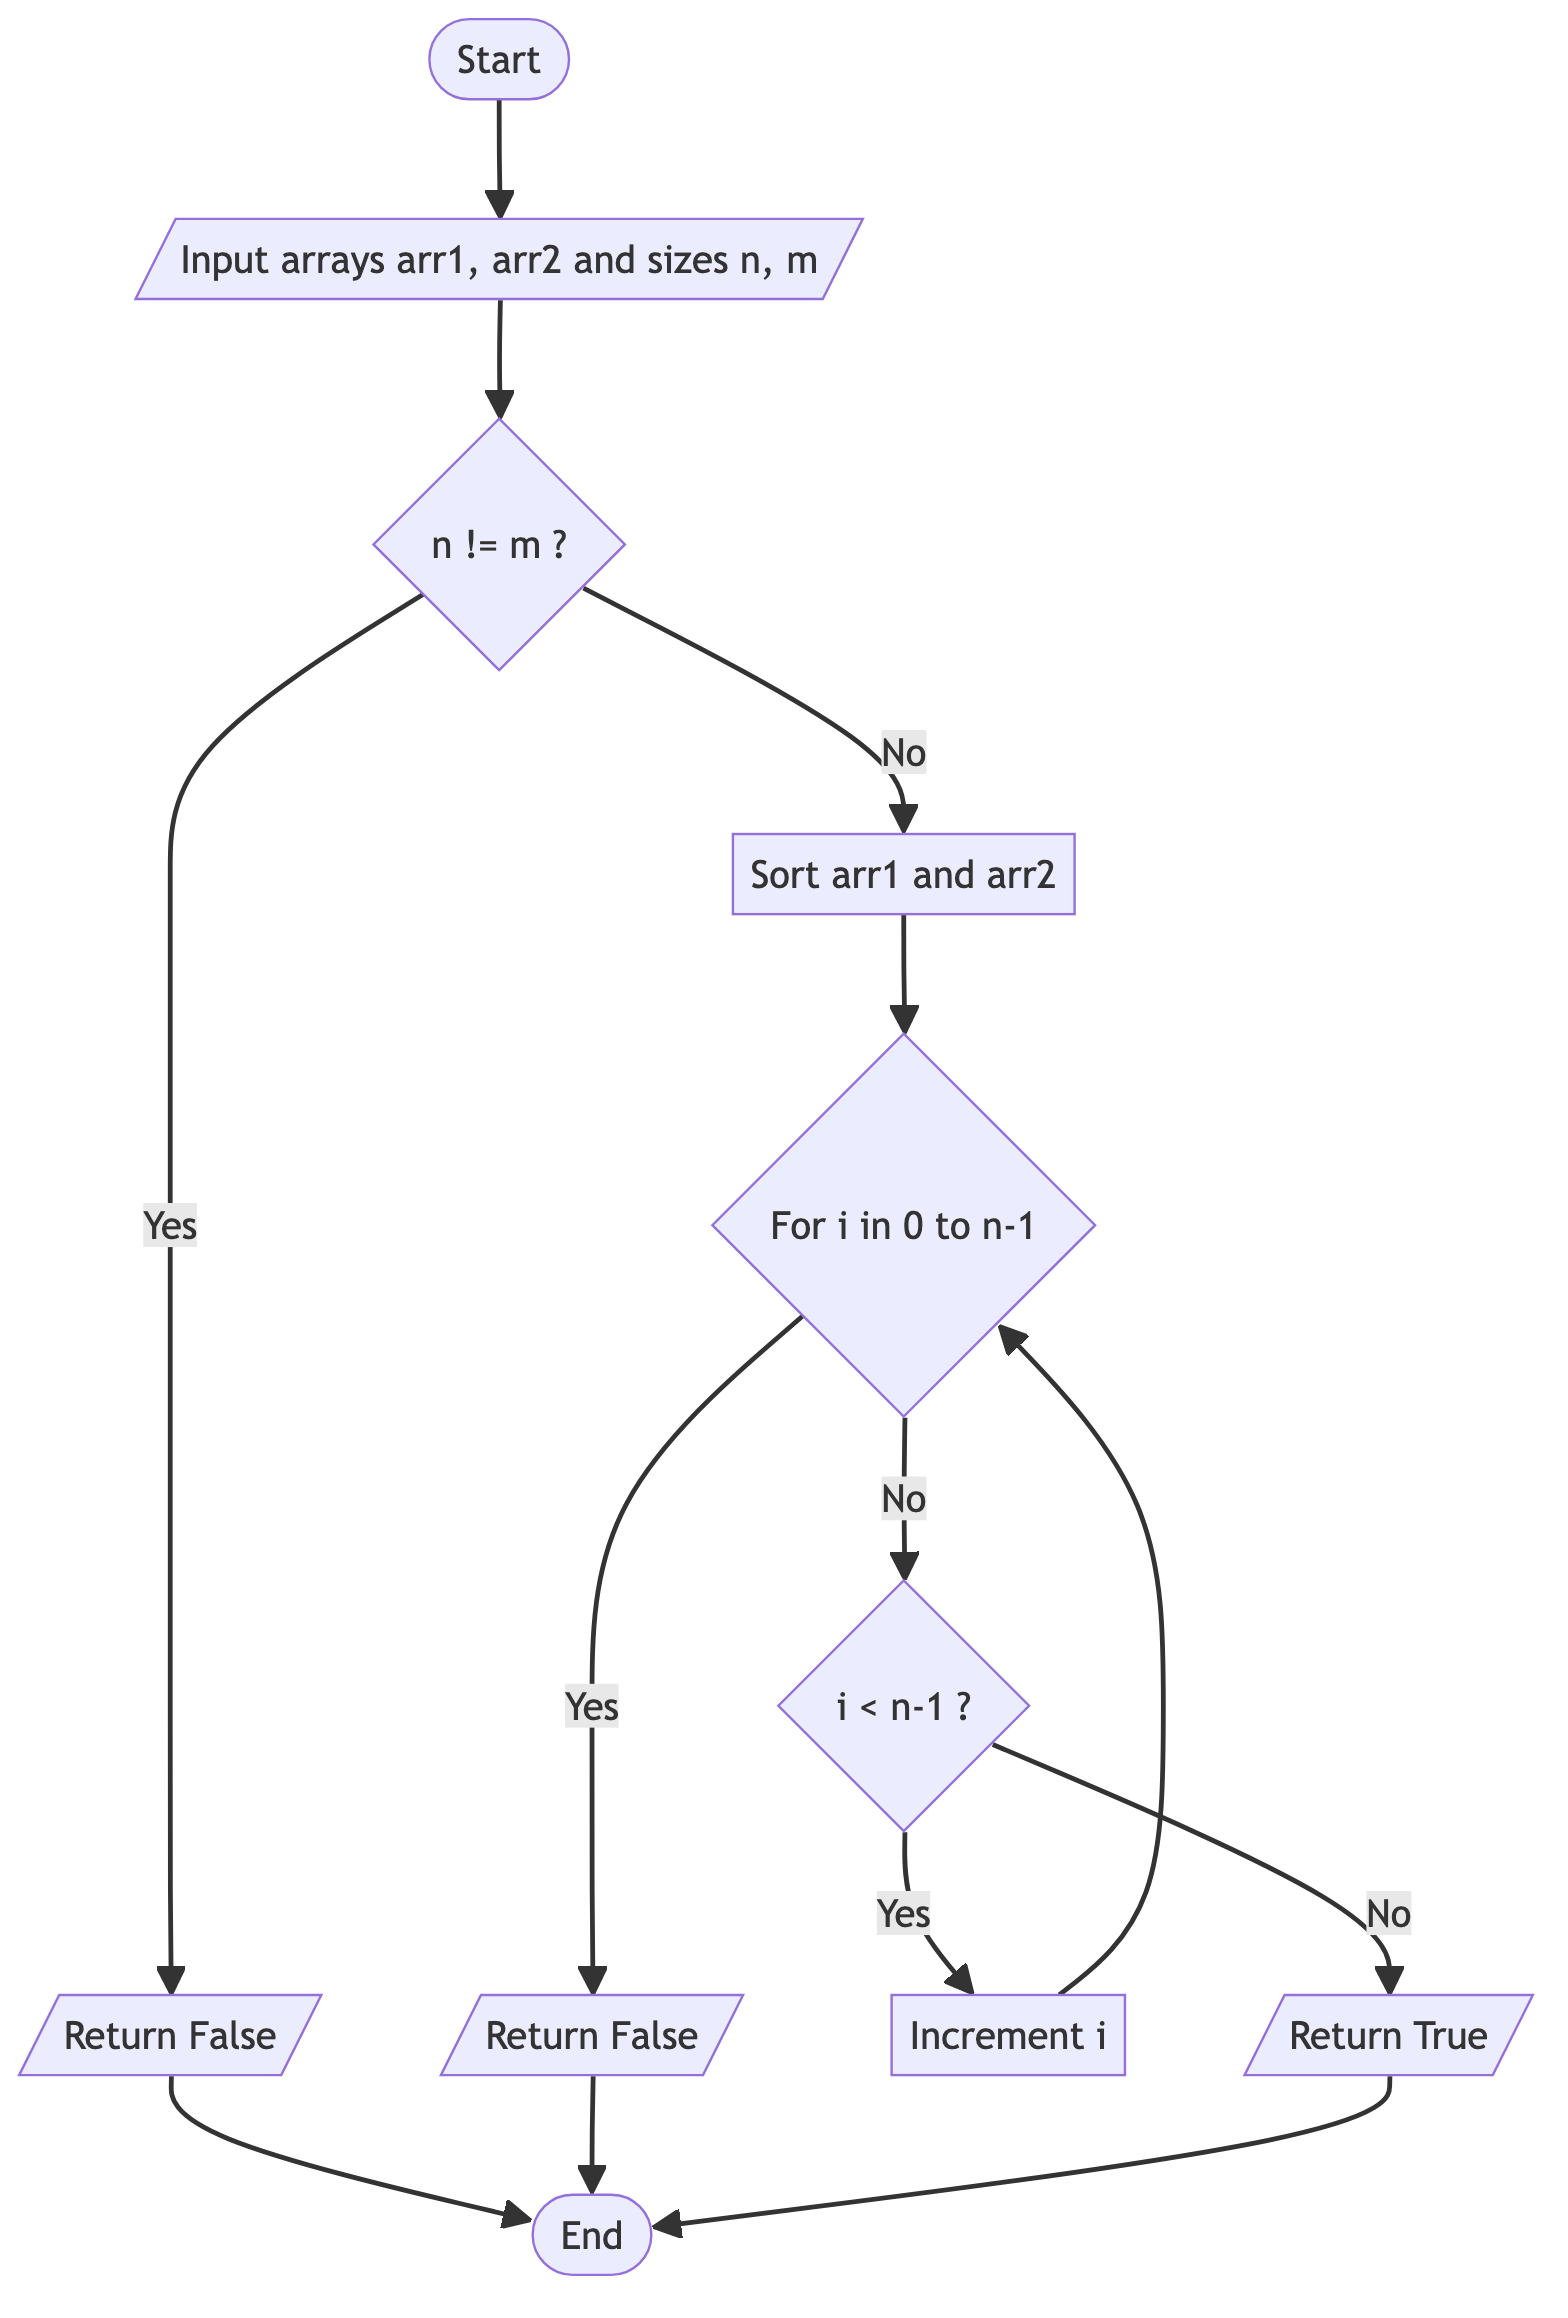 Start
Input arrays arr1, arr2 and sizes n, m
n != m ?
No
Sort arr1 and arr2
Yes
For i in 0 to n-1
No
Yes
i < n-1 ?
Yes
No
Return False
Return False
Increment i
Return True
End